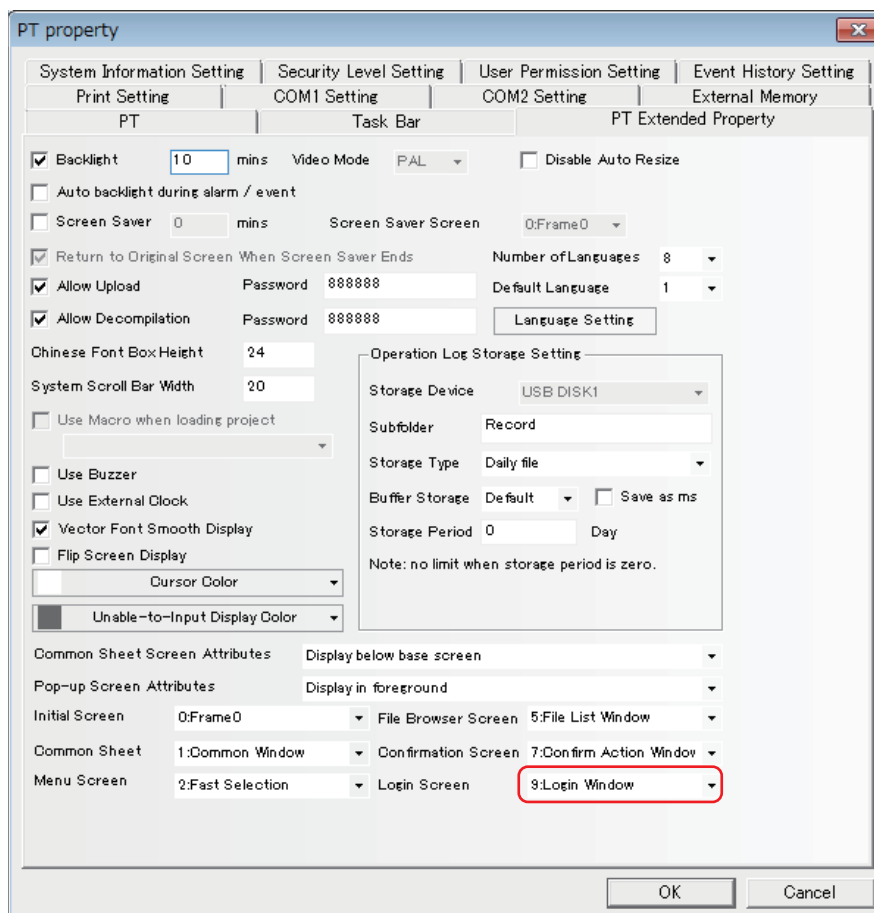 PT property
System Information Setting Security Level Setting User Permission Setting Event History Setting
Print Setting COM1 Setting COM2 Setting External Memory
PT Task Bar PT Extended Property
Backlight 10 mins Video Mode PAL Disable Auto Resize
Auto backlight during alarm / event
Screen Saver 0 mins Screen Saver Screen 0:Frame0
Return to Original Screen When Screen Saver Ends Number of Languages 8
Allow Upload Password 888888 Default Language 1
Allow Decompilation Password 888888 Language Setting
Chinese Font Box Height 24 Operation Log Storage Setting
System Scroll Bar Width 20 Storage Device USB DISK1
Use Macro when loading project Subfolder Record
Storage Type Daily file
Use Buzzer
Use External Clock Buffer Storage Default Save as ms
Vector Font Smooth Display Storage Period 0 Day
Flip Screen Display Note: no limit when storage period is zero.
Cursor Color
Unable-to-Input Display Color
Common Sheet Screen Attributes Display below base screen
Pop-up Screen Attributes Display in foreground
Initial Screen 0:Frame0 File Browser Screen 5:File List Window
Common Sheet 1:Common Window Confirmation Screen 7:Confirm Action Window
Menu Screen 2:Fast Selection Login Screen 9:Login Window
OK Cancel